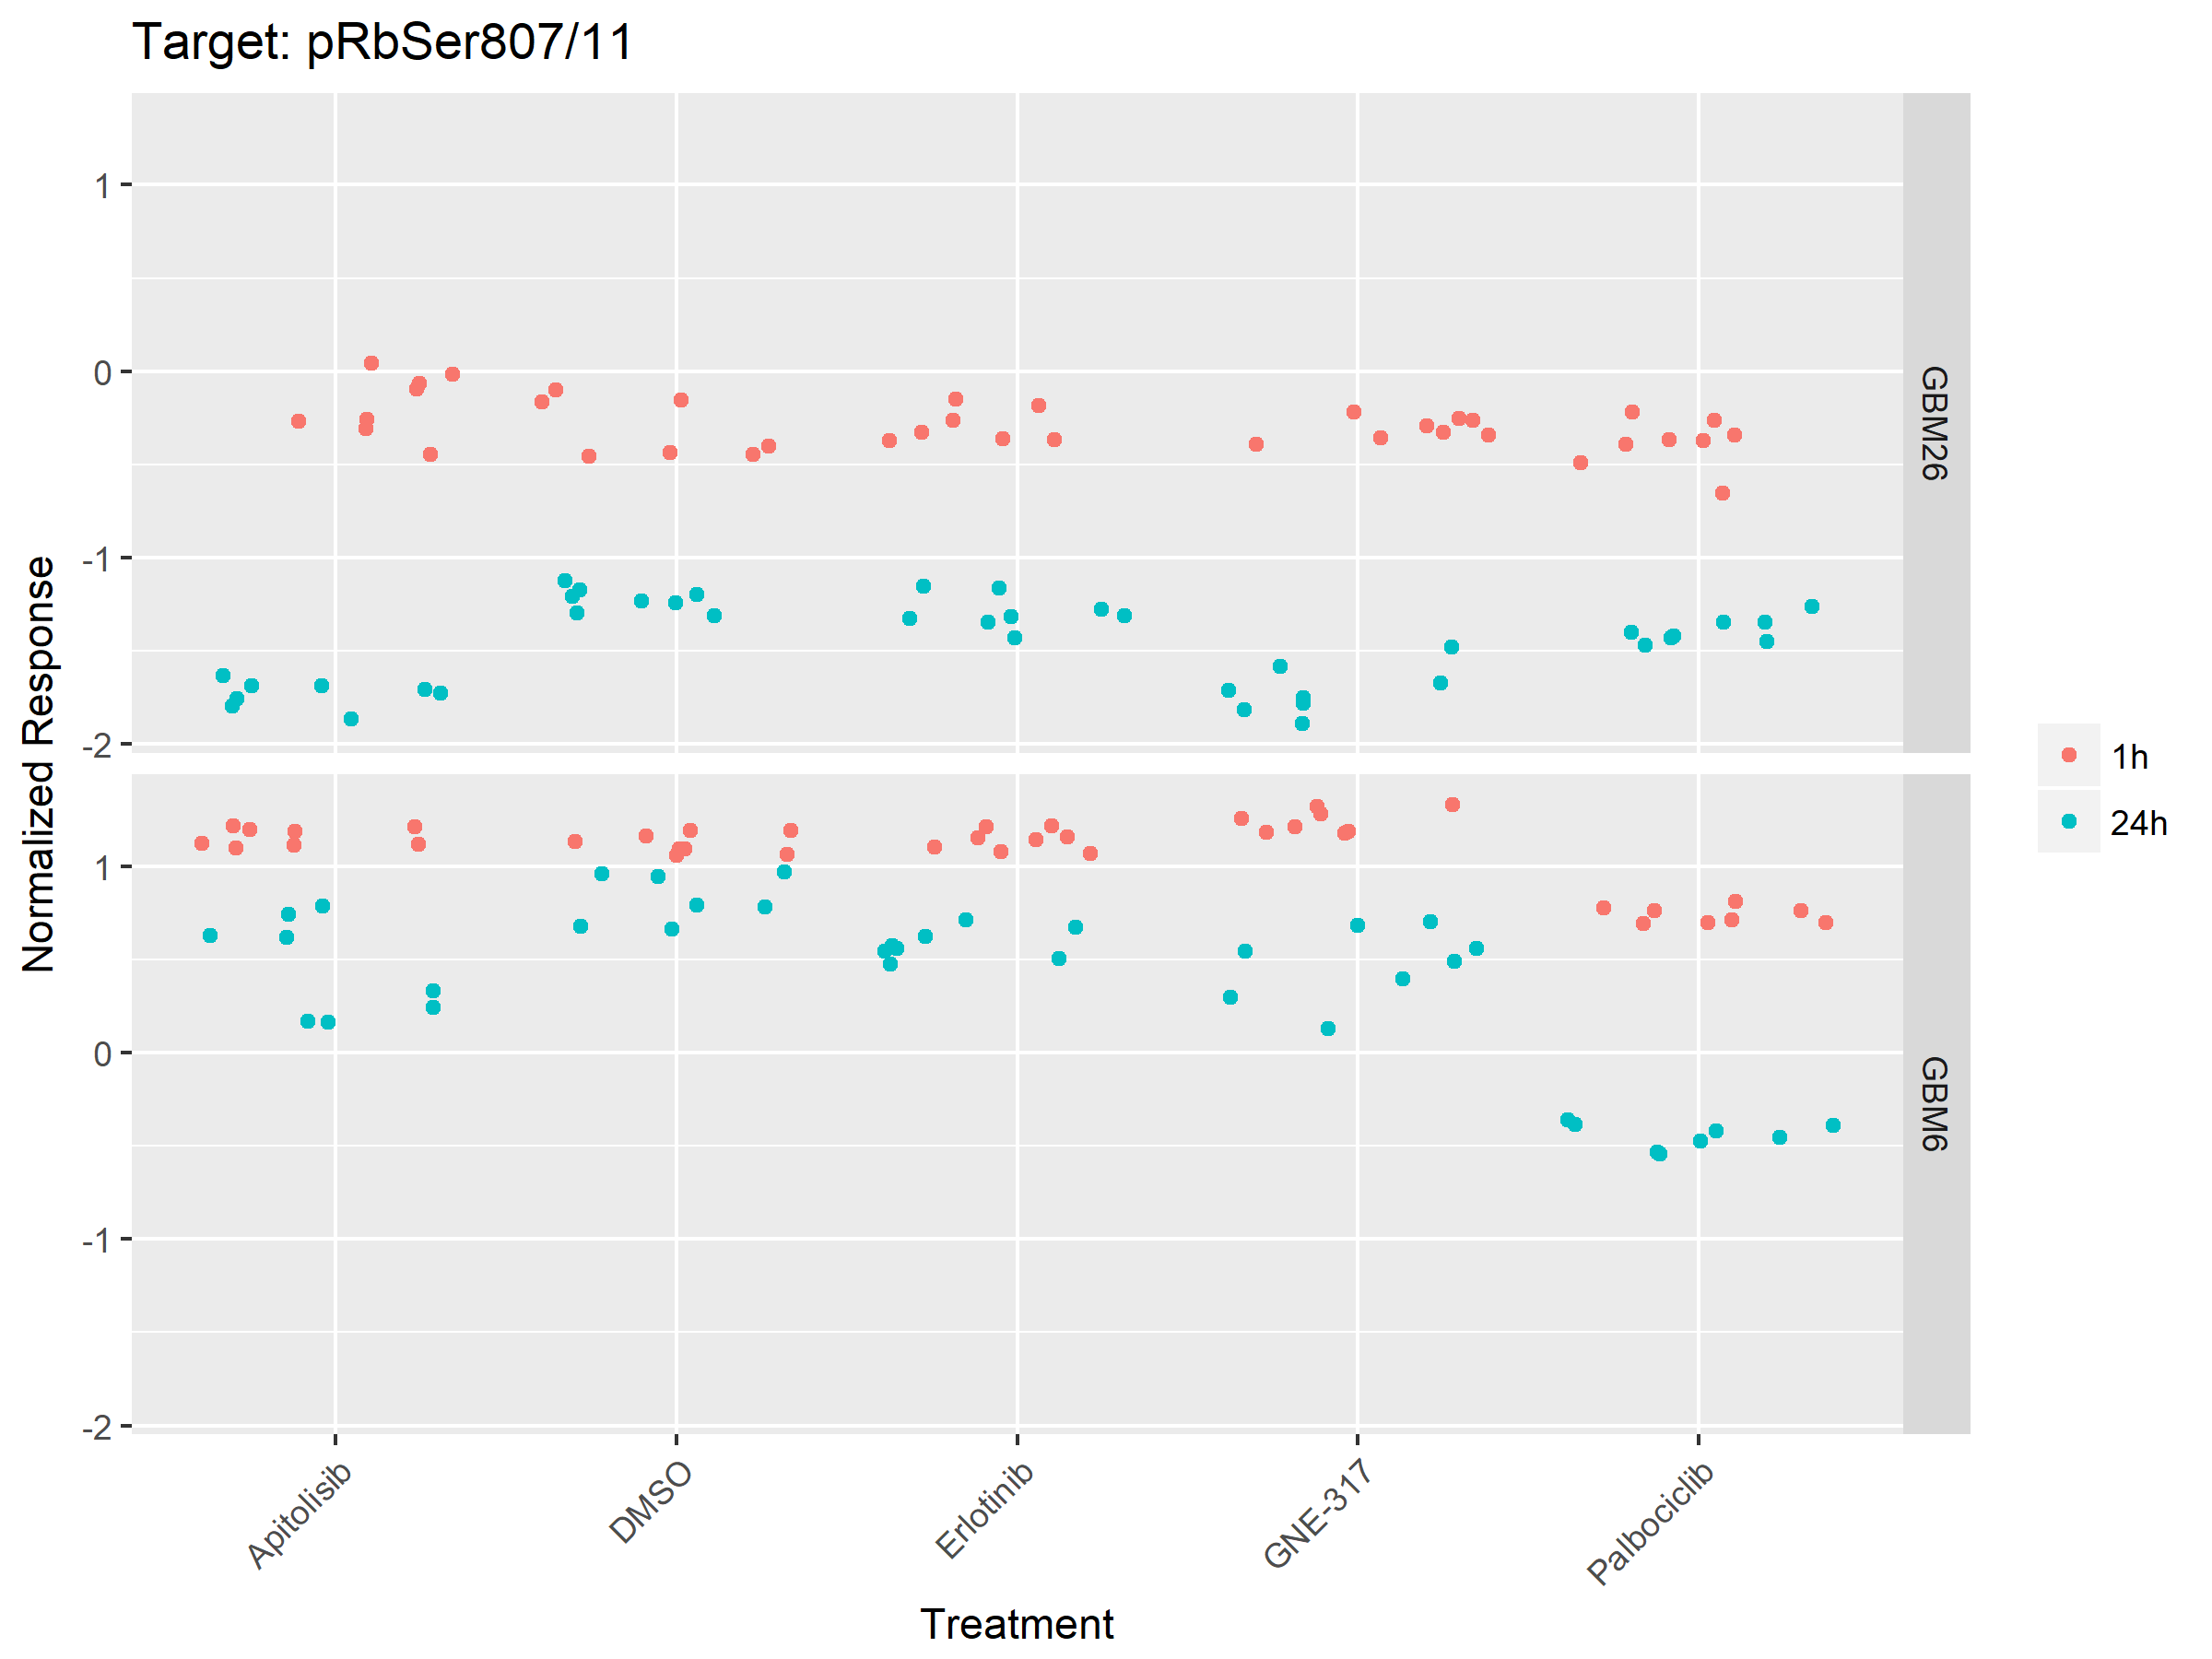 Target: pRbSer807/11
Normalized Response
1
0
-1
-2
GBM26
1
0
-1
-2
GBM6
1h
24h
Apitolisib
DMSO
Erlotinib
GNE-317
Palbociclib
Treatment